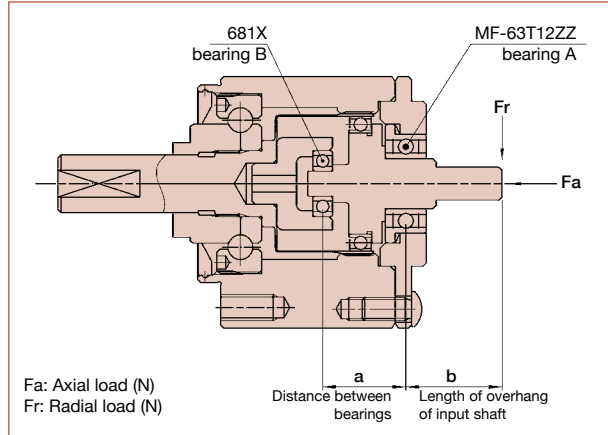 681X
bearing B
MF-63T12ZZ
bearing A
Fr
Fa
a
b
Distance between
bearings
Length of overhang
of input shaft
Fa: Axial load (N)
Fr: Radial load (N)